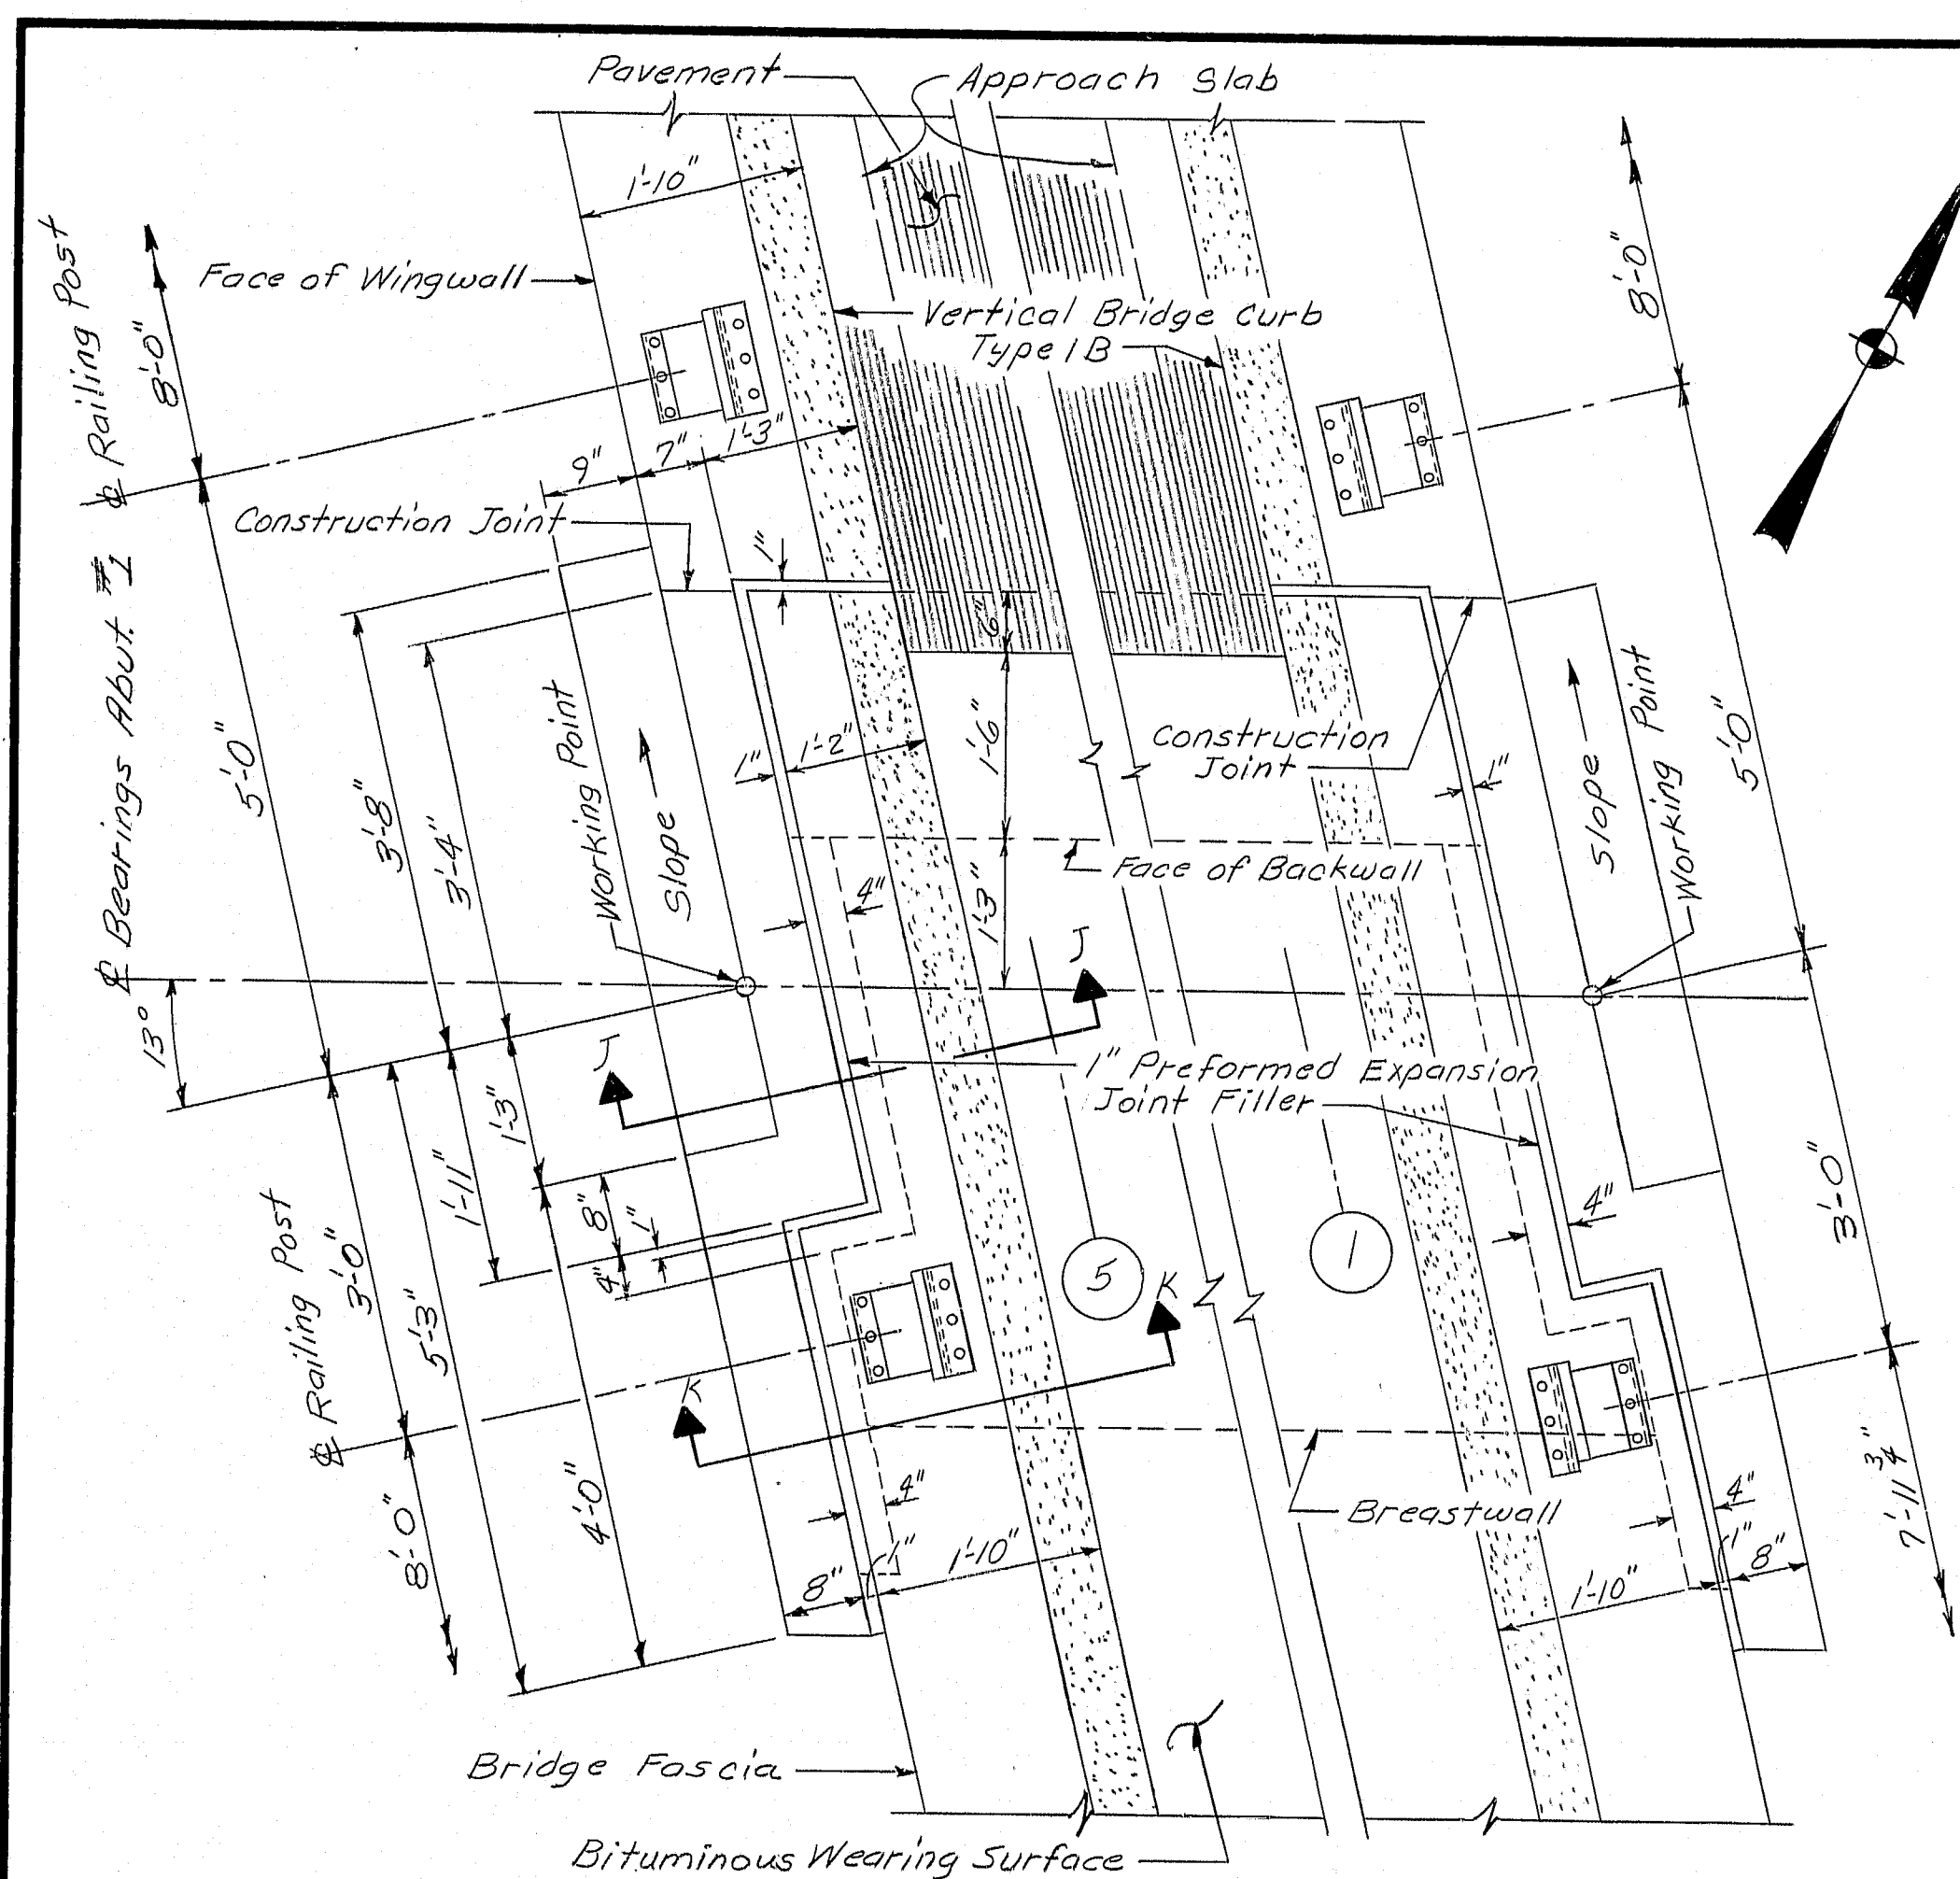 Pavement
Approach Slab
1'-10"
8'-0"
Face of Wingwall
Vertical Bridge Curb
Type 1B
8'-0"
℄ Railing Post
9"
7"
1'-3"
Construction Joint
1"
6"
℄ Bearings About. #1
5'-0"
3'-8"
3'-4"
Working Point
Slope
1"
1'-2"
1'-6"
Construction
Joint
1"
Slope
Working Point
5'-0"
Face of Backwall
4"
1'-3"
J
13°
J
1" Preformed Expansion
Joint Filler
1'-3"
1'-11"
8"
1"
4"
℄ Railing Post
3'-0"
5'-3"
5
1
K
4"
3'-0"
K
4'-0"
8'-0"
4"
1"
8"
1'-10"
Breastwall
4"
1"
8"
1'-10"
7'-11 3/4"
Bridge Fascia
Bituminous Wearing Surface